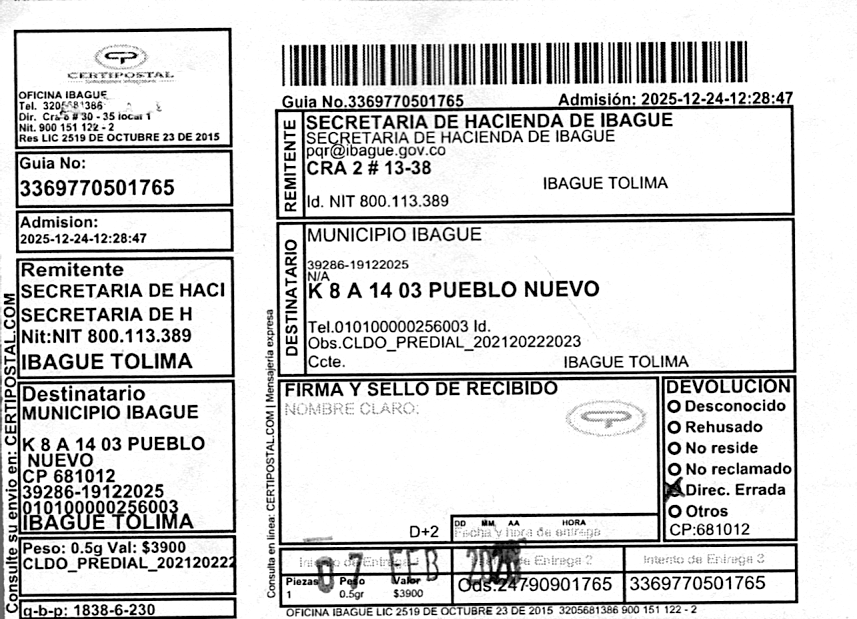 CERTIPOSTAL
OFICINA IBAGUE
Tel. 3205681386
Dir. Cra 5 # 30 - 35 local 1
Nit. 900 151 122 - 2
Res LIC 2519 DE OCTUBRE 23 DE 2015
Guia No:
3369770501765
Admision:
2025-12-24-12:28:47
Remitente
SECRETARIA DE HACI
SECRETARIA DE H
Nit:NIT 800.113.389
IBAGUE TOLIMA
Destinatario
MUNICIPIO IBAGUE
K 8 A 14 03 PUEBLO
NUEVO
CP 681012
39286-19122025
010100000256003
IBAGUE TOLIMA
Peso: 0.5g Val: $3900
CLDO_PREDIAL_202120222
g-b-p: 1838-6-230
Consulte su envio en: CERTIPOSTAL.COM
Guia No.3369770501765 Admisión: 2025-12-24-12:28:47
REMITENTE
SECRETARIA DE HACIENDA DE IBAGUE
SECRETARIA DE HACIENDA DE IBAGUE
pqr@ibague.gov.co
CRA 2 # 13-38
IBAGUE TOLIMA
Id. NIT 800.113.389
DESTINATARIO
MUNICIPIO IBAGUE
39286-19122025
N/A
K 8 A 14 03 PUEBLO NUEVO
Tel.010100000256003 Id.
Obs.CLDO_PREDIAL_202120222023
Ccte. IBAGUE TOLIMA
Consulta en linea: CERTIPOSTAL.COM | Mensajería expresa
FIRMA Y SELLO DE RECIBIDO
NOMBRE CLARO:
D+2
DD MM AA HORA
Fecha y hora de entrega
DEVOLUCION
Desconocido
Rehusado
No reside
No reclamado
Direc. Errada
Otros
CP:681012
Intento de Entrega 1 Intento de Entrega 2 Intento de Entrega 3
07 FEB
Piezas Peso Valor
1 0.5gr $3900
Ods:24790901765 3369770501765
OFICINA IBAGUE LIC 2519 DE OCTUBRE 23 DE 2015 3205681386 900 151 122 - 2